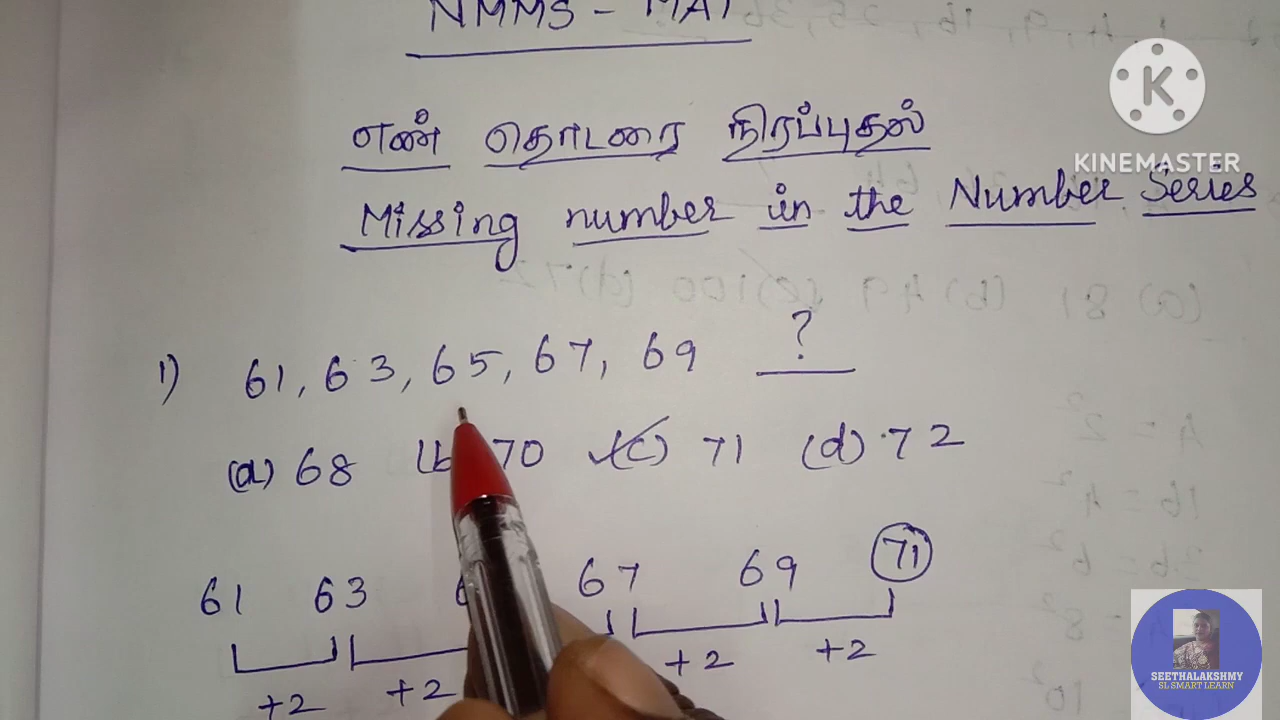 NMMS - MAT
எண் தொடரை நிரப்புதல்
Missing number in the Number Series
1) 61, 63, 65, 67, 69 ?
(a) 68 (b) 70 (c) 71 (d) 72
61 63 67 69 71
+2 +2 +2 +2
K
KINEMASTER
SEETHALAKSHMY
SL SMART LEARN